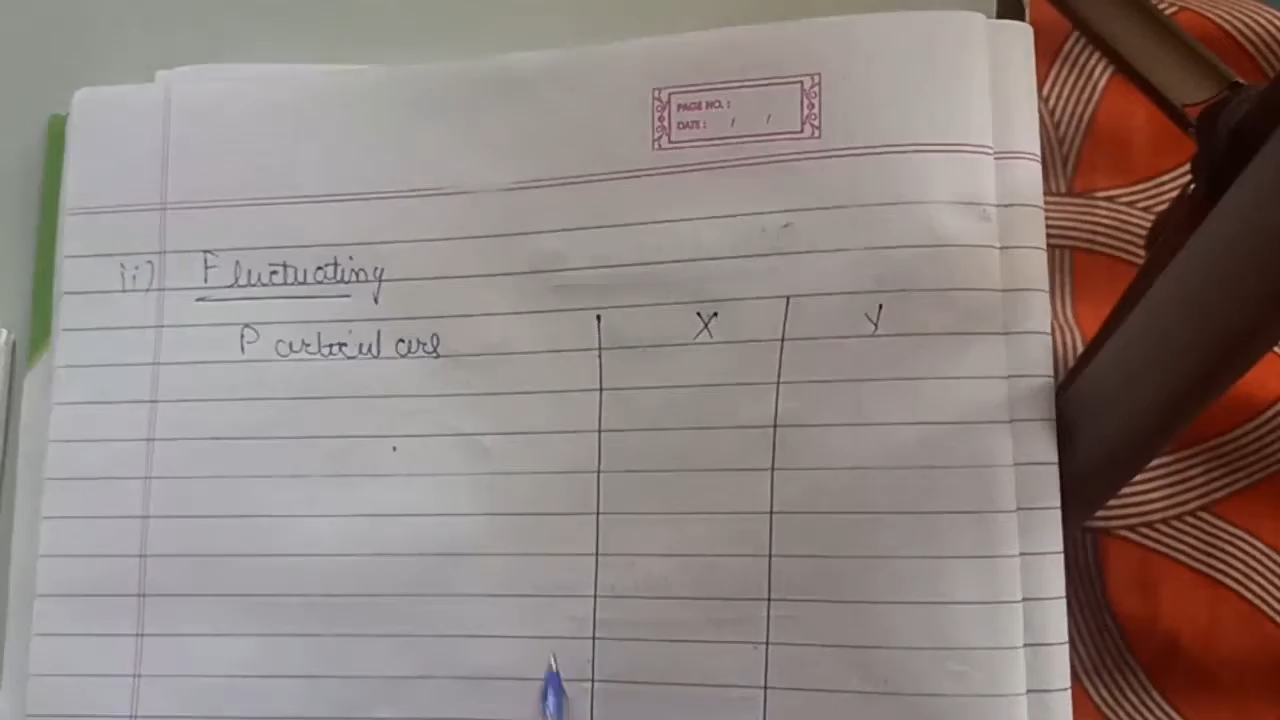 PAGE NO. :
DATE : / /
ii) Fluctuating
Particulars X Y